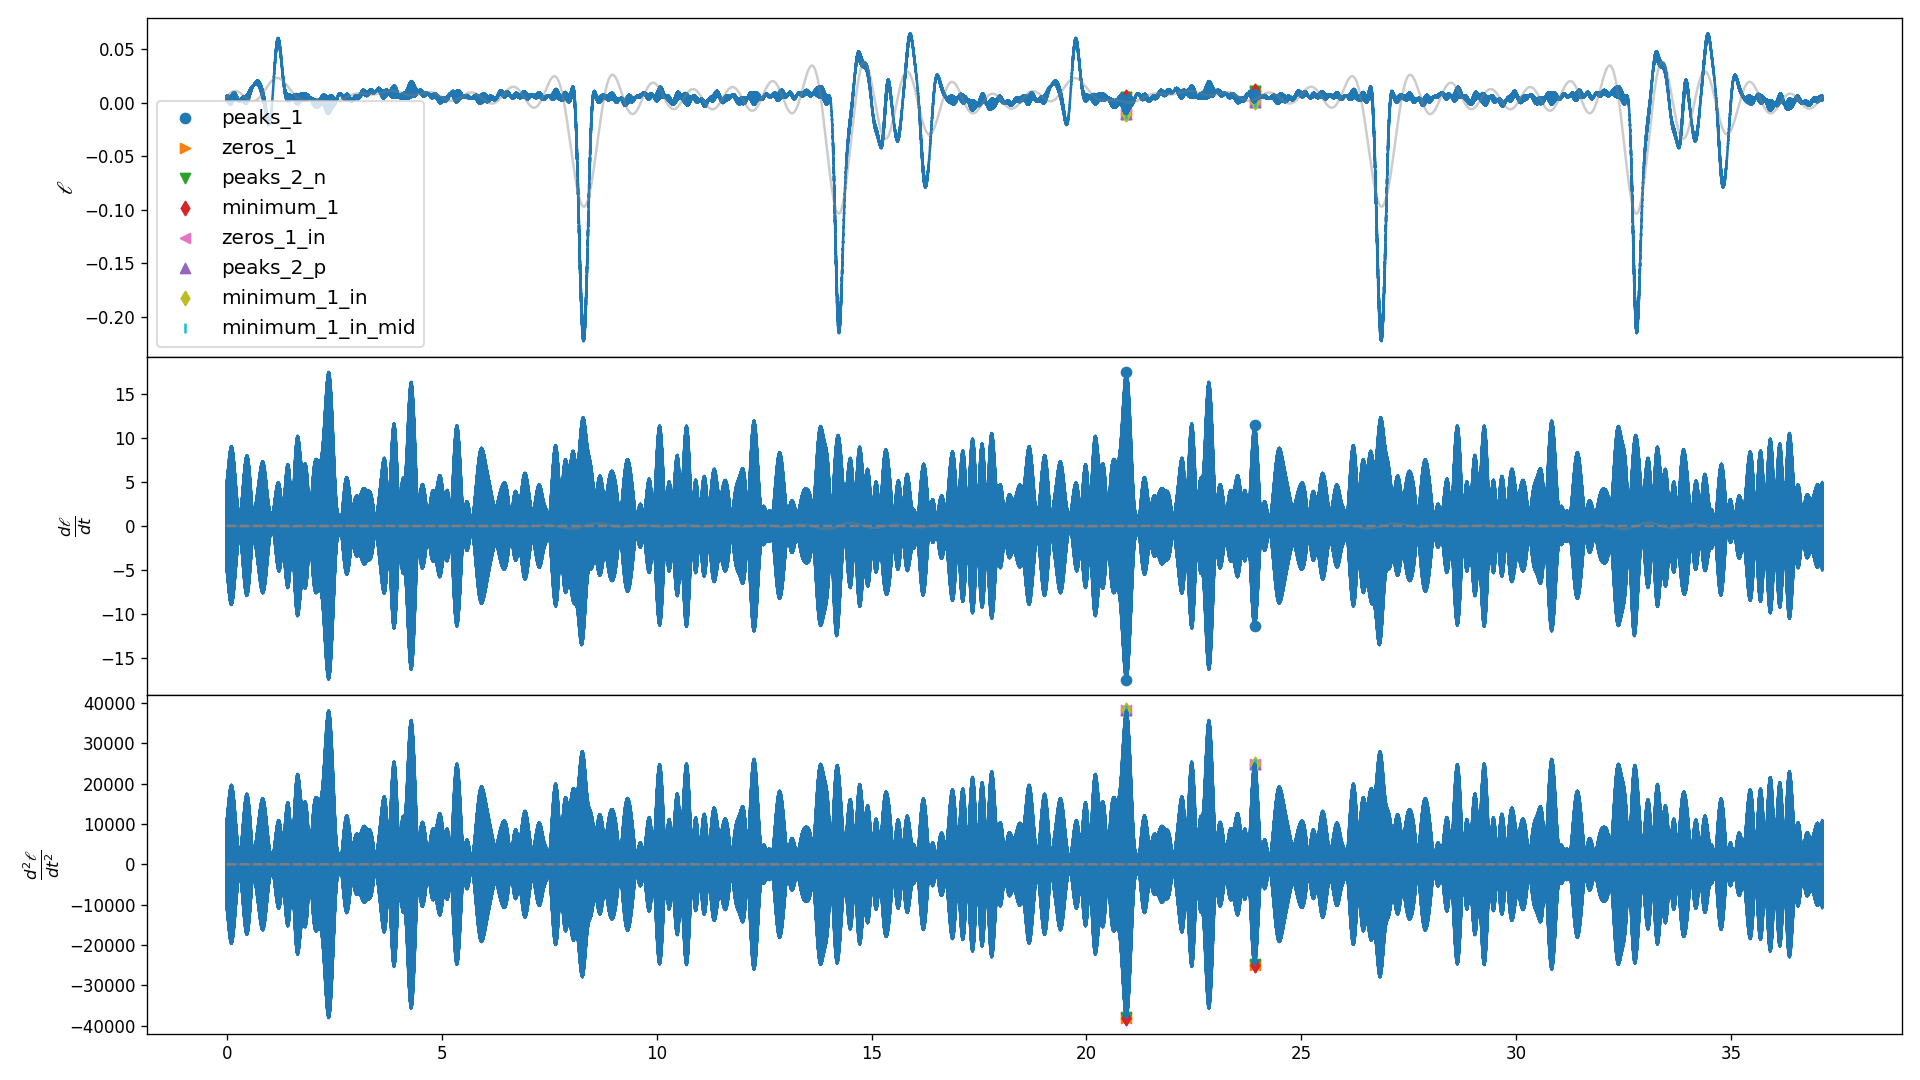 0.05
0.00
−0.05
−0.10
−0.15
−0.20
ℓ
peaks_1
zeros_1
peaks_2_n
minimum_1
zeros_1_in
peaks_2_p
minimum_1_in
minimum_1_in_mid
15
10
5
0
−5
−10
−15
dℓ
dt
40000
30000
20000
10000
0
−10000
−20000
−30000
−40000
d²ℓ
dt²
0 5 10 15 20 25 30 35